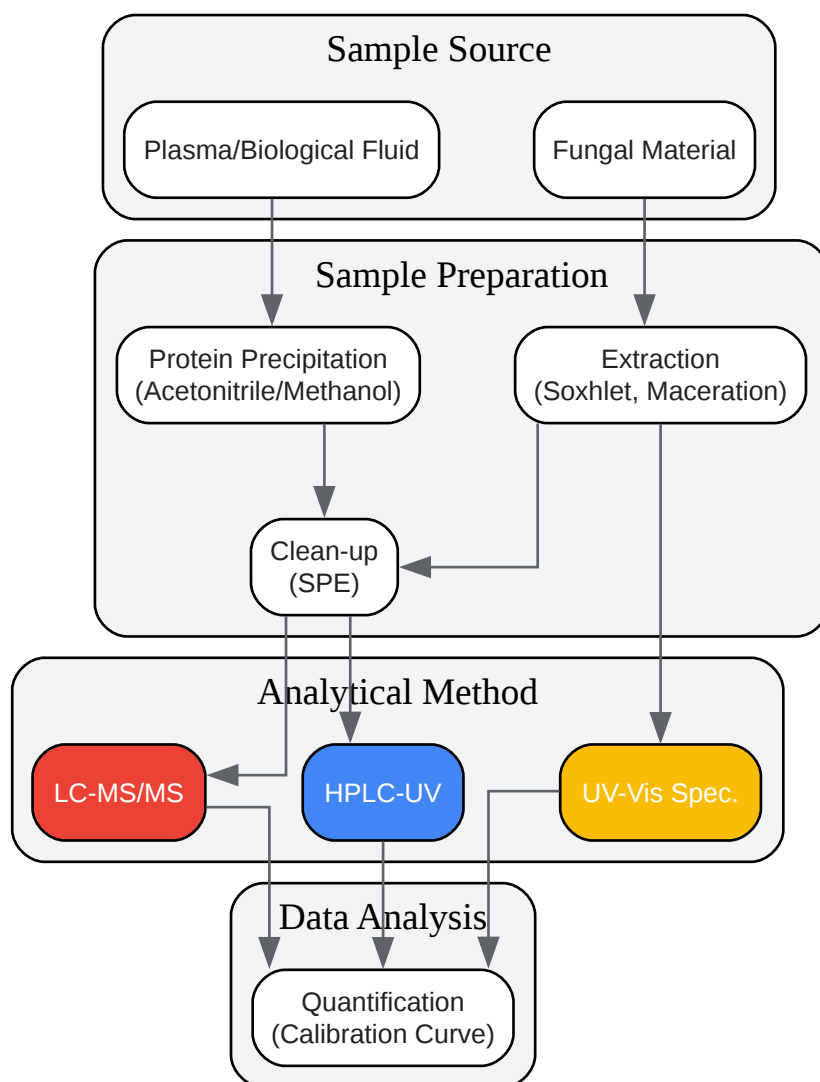 Sample Source
Plasma/Biological Fluid
Fungal Material
Sample Preparation
Protein Precipitation
(Acetonitrile/Methanol)
Extraction
(Soxhlet, Maceration)
Clean-up
(SPE)
Analytical Method
LC-MS/MS
HPLC-UV
UV-Vis Spec.
Data Analysis
Quantification
(Calibration Curve)